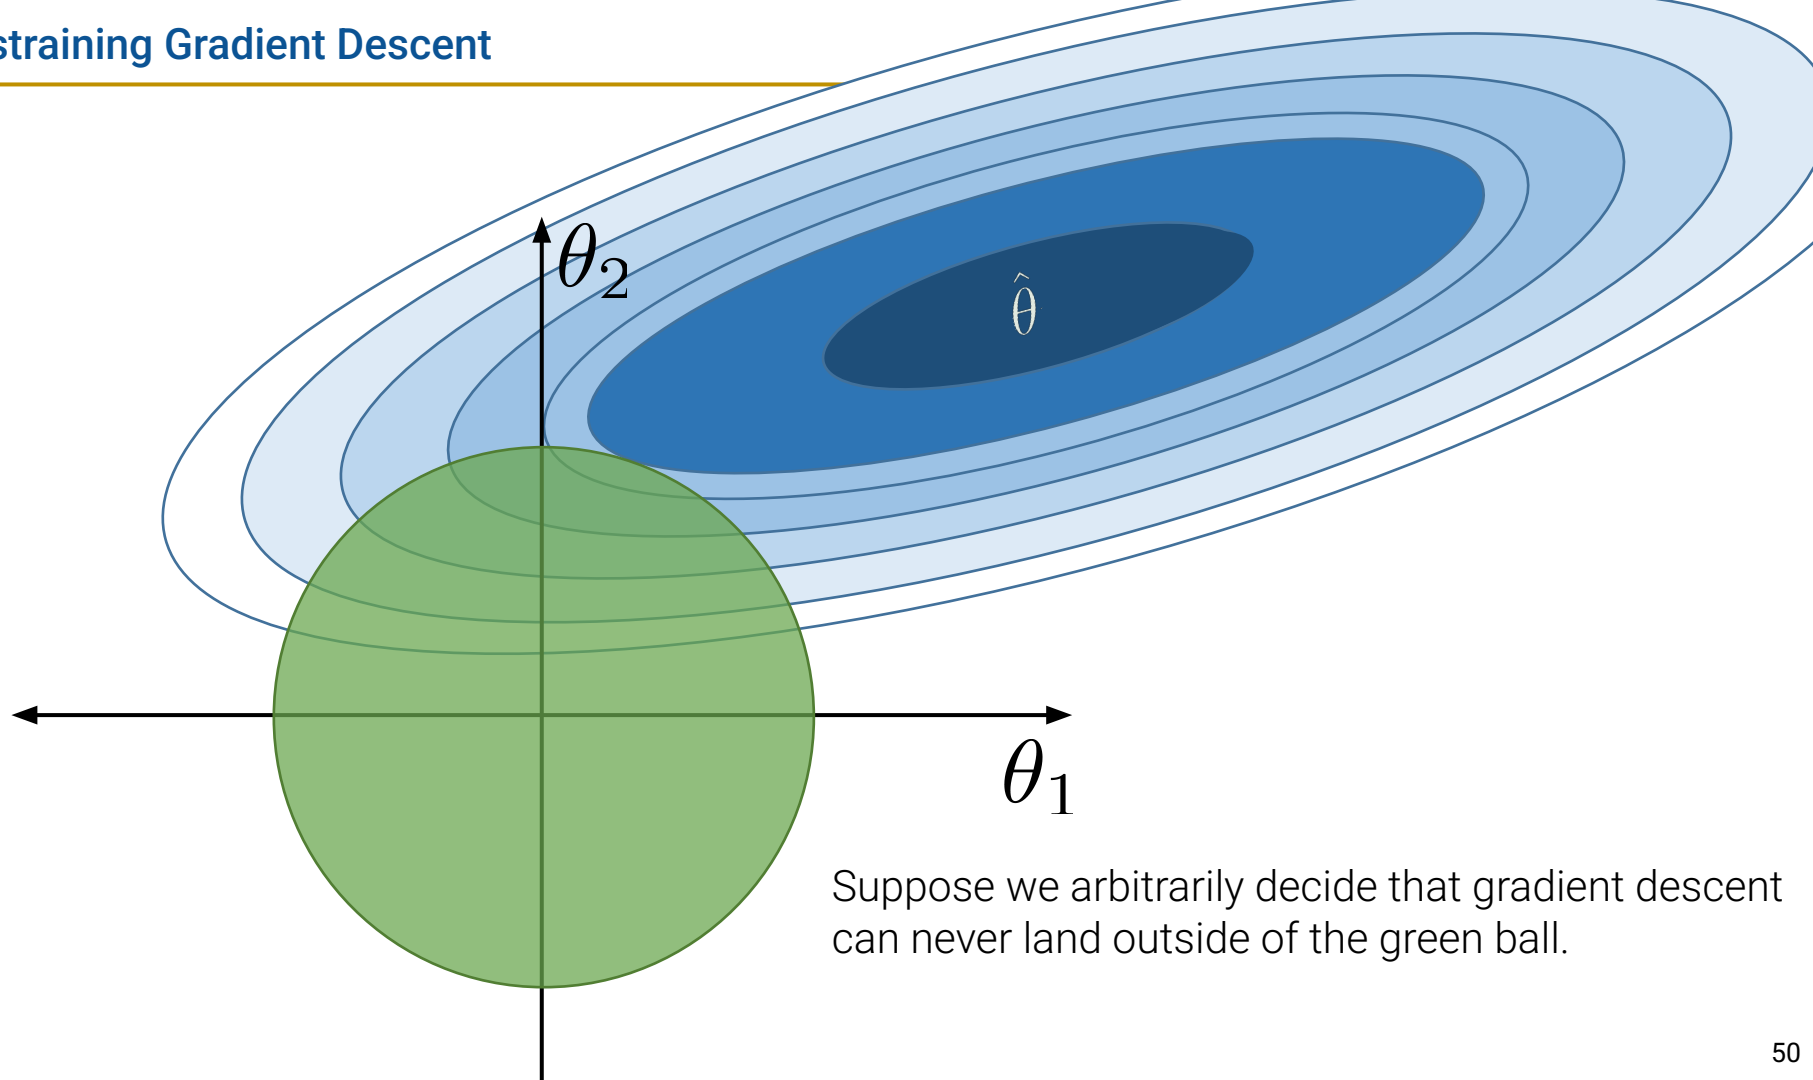 straining Gradient Descent
θ₂
θ̂
θ₁
Suppose we arbitrarily decide that gradient descent
can never land outside of the green ball.
50